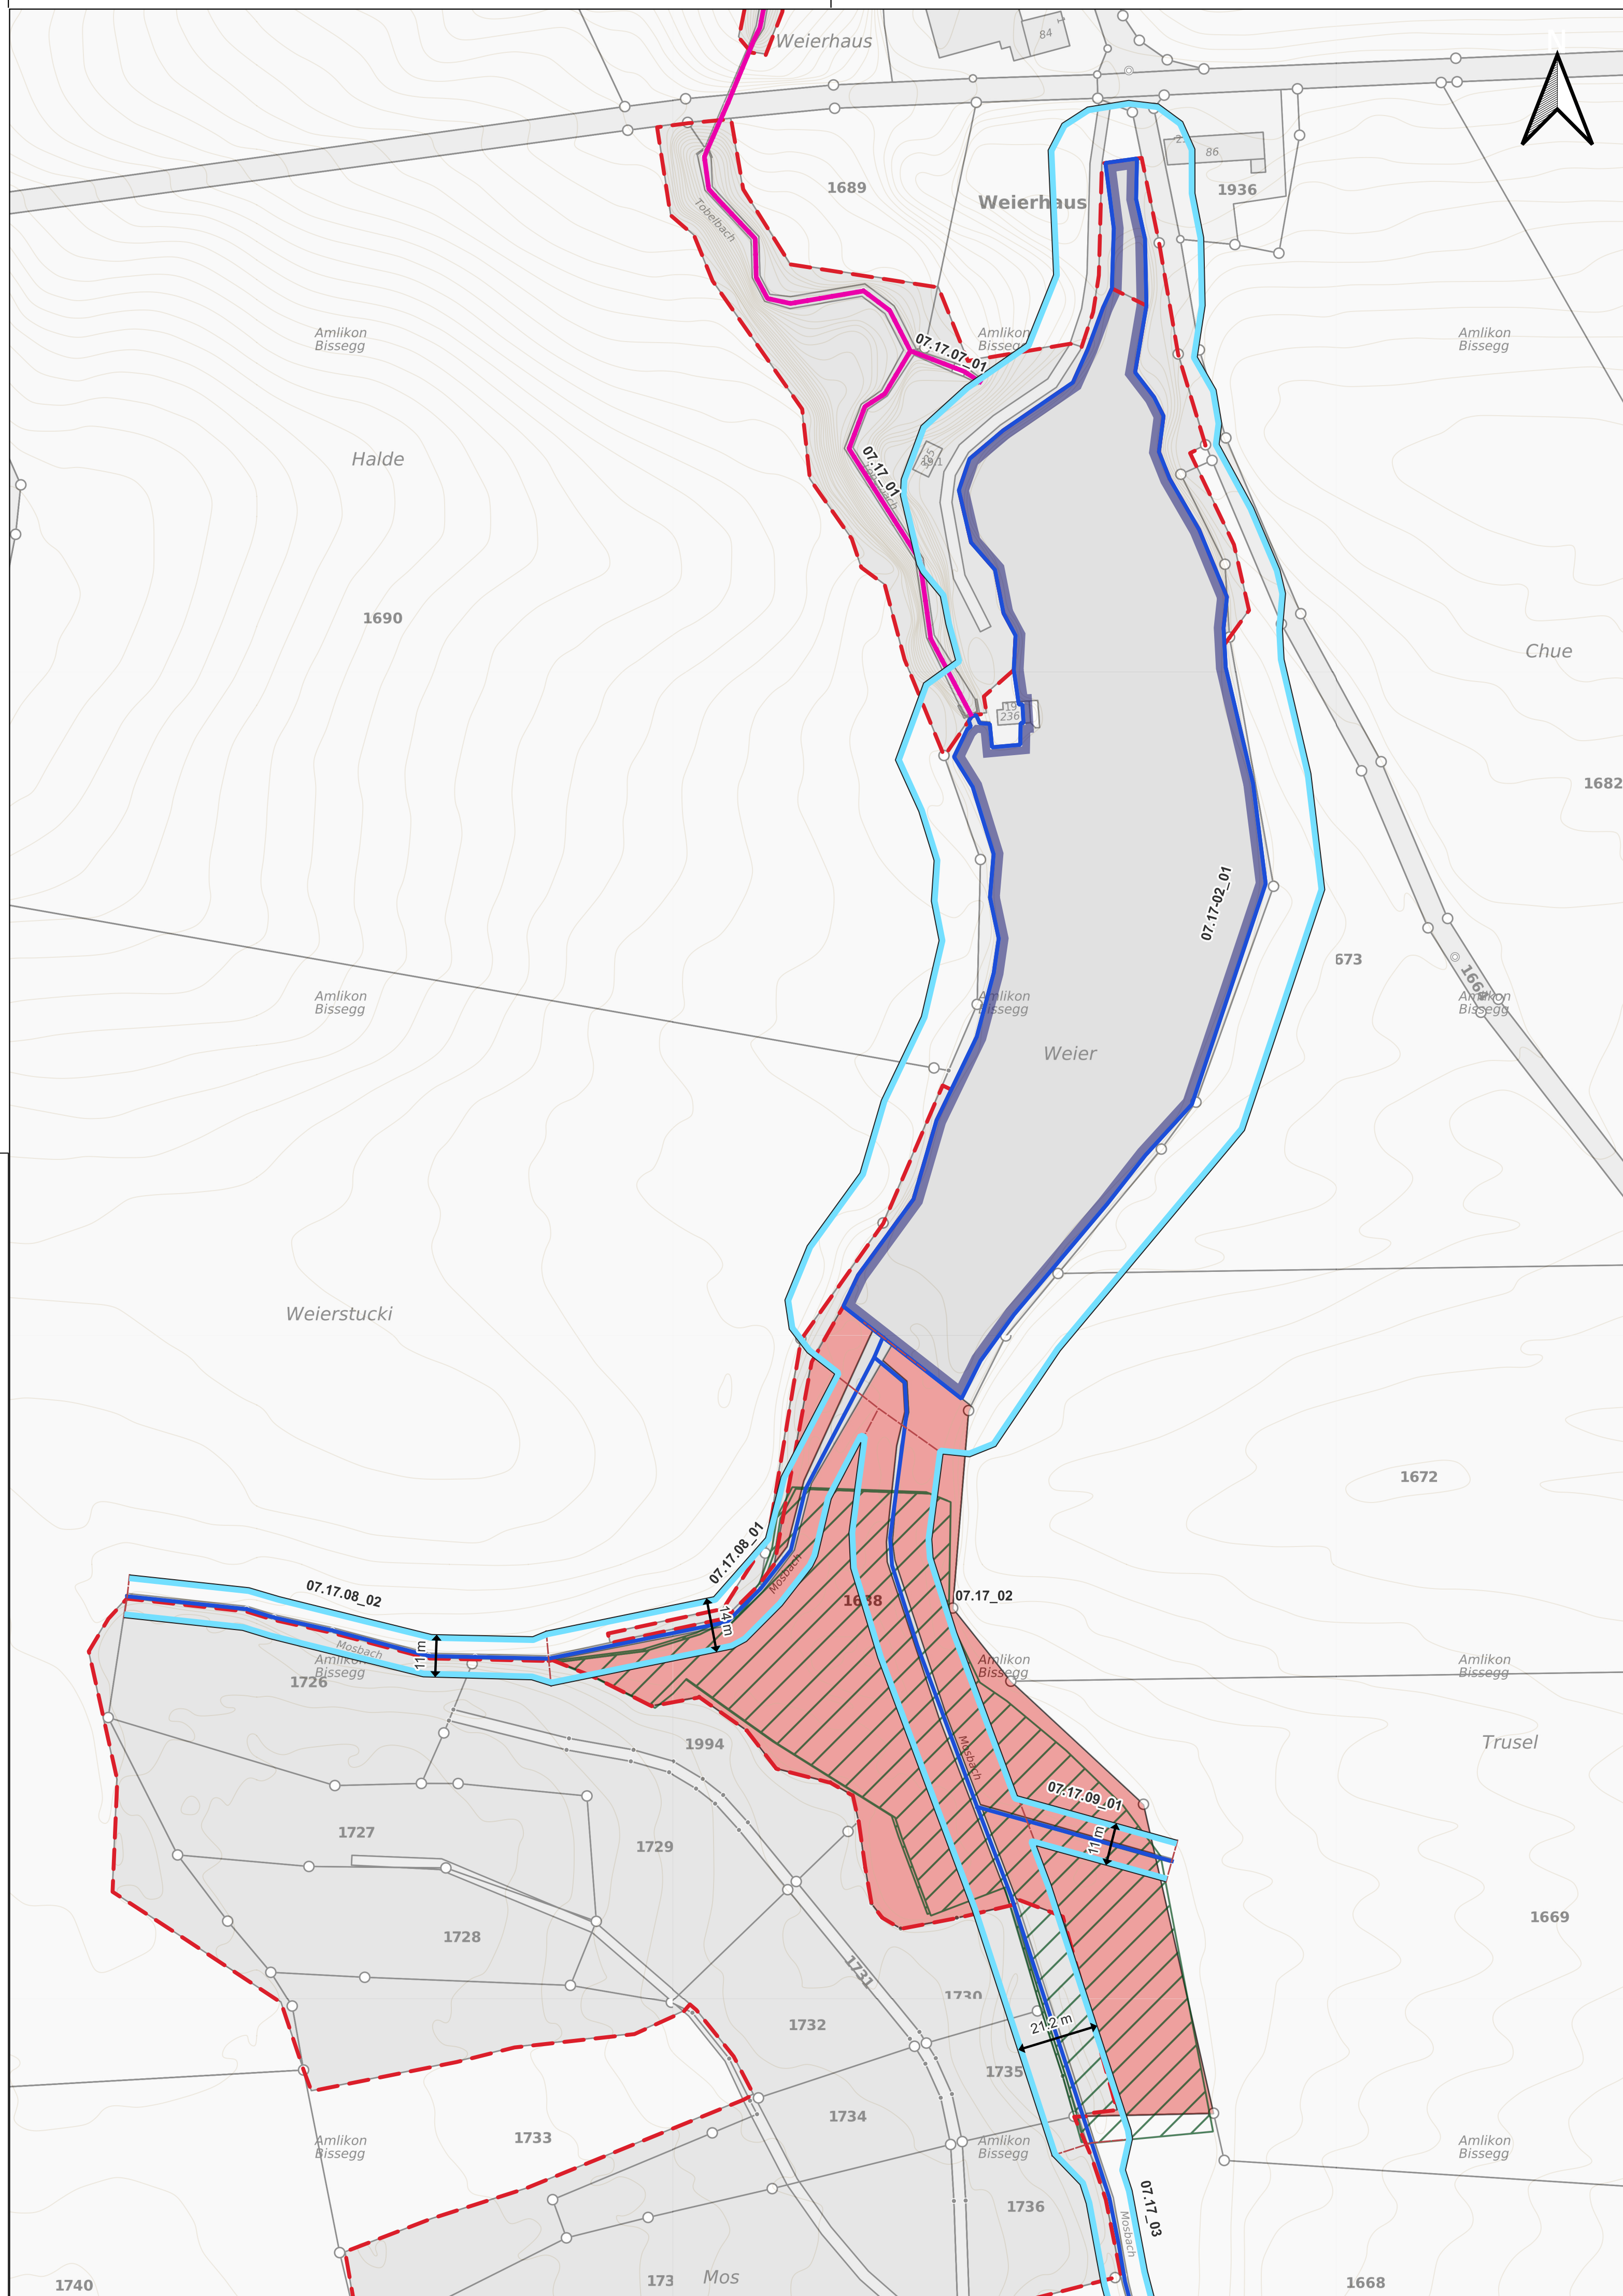 Weierhaus
84
N
86
1936
1689
Weierhaus
Tobelbach
Amlikon
Bissegg
07.17.07_01
Amlikon
Bissegg
Amlikon
Bissegg
Halde
07.17_01
1690
Chue
19
236
1682
07.17-02_01
673
Amlikon
Bissegg
Amlikon
Bissegg
Amlikon
Bissegg
Weier
Weierstucki
1672
07.17.08_01
07.17.08_02
Mosbach
1688
07.17_02
14 m
11 m
Mosbach
Amlikon
Bissegg
Amlikon
Bissegg
Amlikon
Bissegg
1726
1994
Mosbach
Trusel
07.17.09_01
11 m
1727
1729
1728
1669
1731
1730
1732
21.2 m
1735
1734
1733
Amlikon
Bissegg
Amlikon
Bissegg
Amlikon
Bissegg
1736
07.17_03
Mosbach
173
Mos
1740
1668